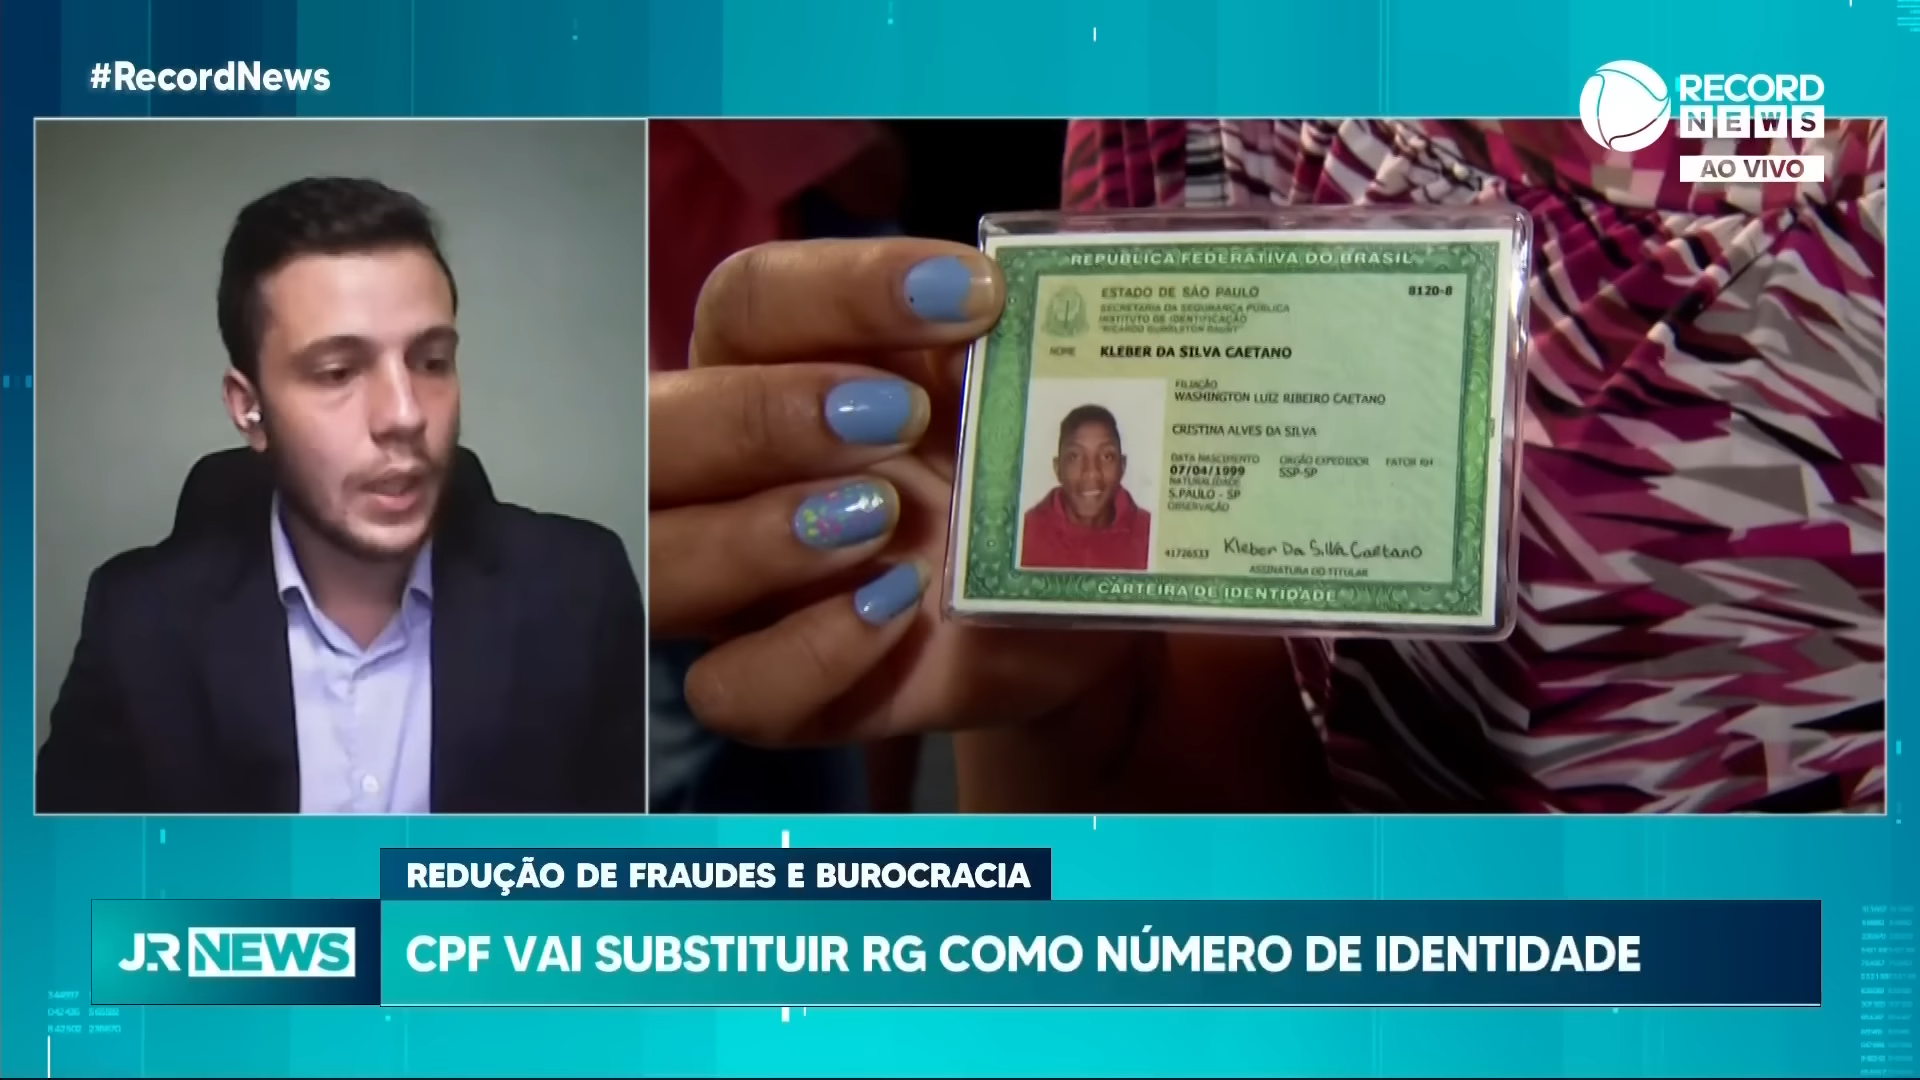 #RecordNews
RECORD
NEWS
AO VIVO
REPUBLICA FEDERATIVA DO BRASIL
ESTADO DE SÃO PAULO
8120-8
SECRETARIA DA SEGURANÇA PÚBLICA
INSTITUTO DE IDENTIFICAÇÃO
NOME KLEBER DA SILVA CAETANO
FILIAÇÃO
WASHINGTON LUIZ RIBEIRO CAETANO
CRISTINA ALVES DA SILVA
DATA NASCIMENTO ORGÃO EXPEDIDOR FATOR RH
07/04/1999 SSP-SP
NATURALIDADE
S.PAULO - SP
OBSERVAÇÃO
41726533 Kleber Da Silva Caetano
ASSINATURA DO TITULAR
CARTEIRA DE IDENTIDADE
REDUÇÃO DE FRAUDES E BUROCRACIA
JR NEWS
CPF VAI SUBSTITUIR RG COMO NÚMERO DE IDENTIDADE